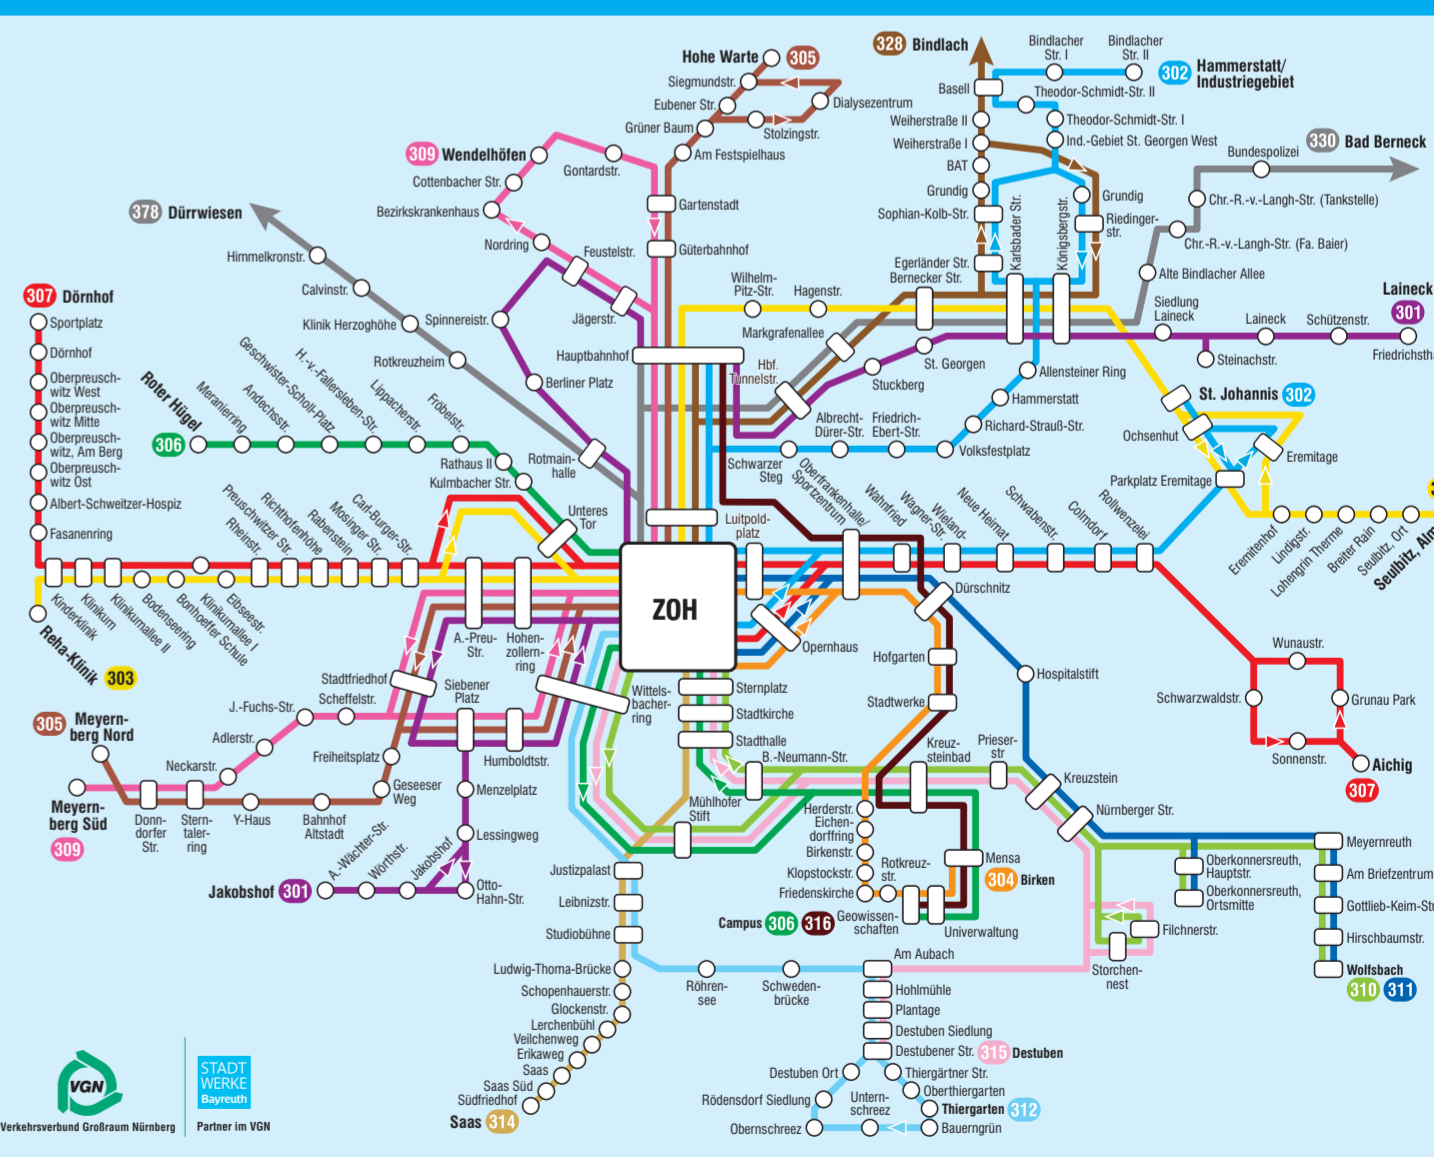 328 Bindlach
Bindlacher
Str. I
Bindlacher
Str. II
302 Hammerstatt/
Industriegebiet
Hohe Warte 305
Siegmundstr.
Eubener Str.
Dialysezentrum
Grüner Baum
Stolzingstr.
Am Festspielhaus
Basell
Theodor-Schmidt-Str. II
Weiherstraße II
Theodor-Schmidt-Str. I
Weiherstraße I
Ind.-Gebiet St. Georgen West
BAT
Grundig
Grundig
Sophian-Kolb-Str.
Riedinger-
str.
Karlsbader Str.
Königsbergstr.
Egerländer Str.
Bernecker Str.
330 Bad Berneck
Bundespolizei
Chr.-R.-v.-Langh-Str. (Tankstelle)
Chr.-R.-v.-Langh-Str. (Fa. Baier)
Alte Bindlacher Allee
309 Wendelhöfen
Gontardstr.
Cottenbacher Str.
Bezirkskrankenhaus
Gartenstadt
Nordring
Feustelstr.
Güterbahnhof
Jägerstr.
378 Dürrwiesen
Himmelkronstr.
Calvinstr.
Klinik Herzoghöhe
Spinnereistr.
Rotkreuzheim
Berliner Platz
Hauptbahnhof
Wilhelm-
Pitz-Str.
Hagenstr.
Markgrafenallee
Hbf.
Tunnelstr.
Siedlung
Laineck
Laineck
Schützenstr.
Laineck
301
Friedrichsth
Steinachstr.
St. Georgen
Stuckberg
Allensteiner Ring
Hammerstatt
Richard-Strauß-Str.
Volksfestplatz
Albrecht-
Dürer-Str.
Friedrich-
Ebert-Str.
Schwarzer
Steg
St. Johannis 302
Ochsenhut
Eremitage
Parkplatz Eremitage
Eremitenhof
Lindigstr.
Lohengrin Therme
Breiter Rain
Seulbitz, Ort
Seulbitz, Alm
307 Dörnhof
Sportplatz
Dörnhof
Oberpreusch-
witz West
Oberpreusch-
witz Mitte
Oberpreusch-
witz, Am Berg
Oberpreusch-
witz Ost
Albert-Schweitzer-Hospiz
Fasanenring
Roter Hügel
306
Meranierring
Andechsstr.
Geschwister-Scholl-Platz
H.-v.-Fallersleben-Str.
Lippacherstr.
Fröbelstr.
Rathaus II
Kulmbacher Str.
Rotmain-
halle
Unteres
Tor
Preuschwitzer Str.
Rheinstr.
Richthofenhöhe
Rabenstein
Mosinger Str.
Carl-Burger-Str.
Kinderklinik
Klinikum
Klinikumallee II
Bodenseering
Bonhoeffer Schule
Klinikumallee I
Elbsestr.
Reha-Klinik 303
ZOH
Luitpold-
platz
Oberfrankenhalle/
Sportzentrum
Wahnfried
Wagner-Str.
Wieland-
Neue Heimat
Schwabenstr.
Colmdorf
Rollwenzelei
Opernhaus
Dürschnitz
Hofgarten
Stadtwerke
Hospitalstift
Wunaustr.
Schwarzwaldstr.
Grunau Park
Sonnenstr.
Aichig
307
A.-Preu-
Str.
Hohen-
zollern-
ring
Stadtfriedhof
Scheffelstr.
Siebener
Platz
Wittels-
bacher-
ring
Sternplatz
Stadtkirche
Stadthalle
B.-Neumann-Str.
Kreuz-
steinbad
Prieser-
str
Kreuzstein
Nürnberger Str.
305 Meyern-
berg Nord
J.-Fuchs-Str.
Adlerstr.
Neckarstr.
Freiheitsplatz
Humboldtstr.
Geseeser
Weg
Menzelplatz
Meyern-
berg Süd
309
Donn-
dorfer
Str.
Stern-
taler-
ring
Y-Haus
Bahnhof
Altstadt
Lessingweg
A.-Wächter-Str.
Wörthstr.
Jakobshof
Jakobshof 301
Otto-
Hahn-Str.
Mühlhofer
Stift
Herderstr.
Eichen-
dorffring
Birkenstr.
Klopstockstr.
Friedenskirche
Rotkreuz-
str.
Mensa
304 Birken
Campus 306 316
Geowissen-
schaften
Univerwaltung
Meyernreuth
Oberkonnersreuth,
Hauptstr.
Oberkonnersreuth,
Ortsmitte
Am Briefzentrum
Gottlieb-Keim-Str
Hirschbaumstr.
Wolfsbach
310 311
Filchnerstr.
Storchen-
nest
Justizpalast
Leibnizstr.
Studiobühne
Ludwig-Thoma-Brücke
Schopenhauerstr.
Glockenstr.
Lerchenbühl
Veilchenweg
Erikaweg
Saas
Saas Süd
Südfriedhof
Saas 314
Röhren-
see
Schweden-
brücke
Am Aubach
Hohlmühle
Plantage
Destuben Siedlung
Destubener Str. 315 Destuben
Destuben Ort
Thiergärtner Str.
Rödensdorf Siedlung
Untern-
schreez
Oberthiergarten
Thiergarten 312
Obernschreez
Bauerngrün
VGN
Verkehrsverbund Großraum Nürnberg
STADT
WERKE
Bayreuth
Partner im VGN